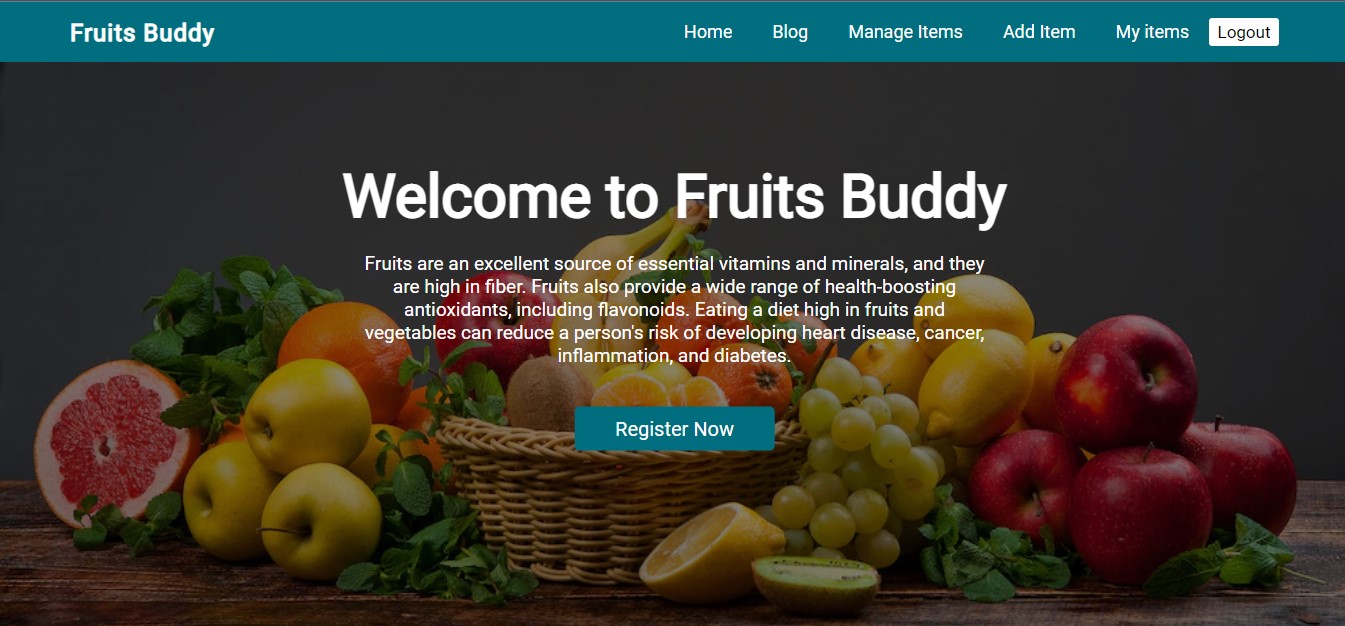 Fruits Buddy
Home Blog Manage Items Add Item My items Logout
Welcome to Fruits Buddy
Fruits are an excellent source of essential vitamins and minerals, and they
are high in fiber. Fruits also provide a wide range of health-boosting
antioxidants, including flavonoids. Eating a diet high in fruits and
vegetables can reduce a person's risk of developing heart disease, cancer,
inflammation, and diabetes.
Register Now